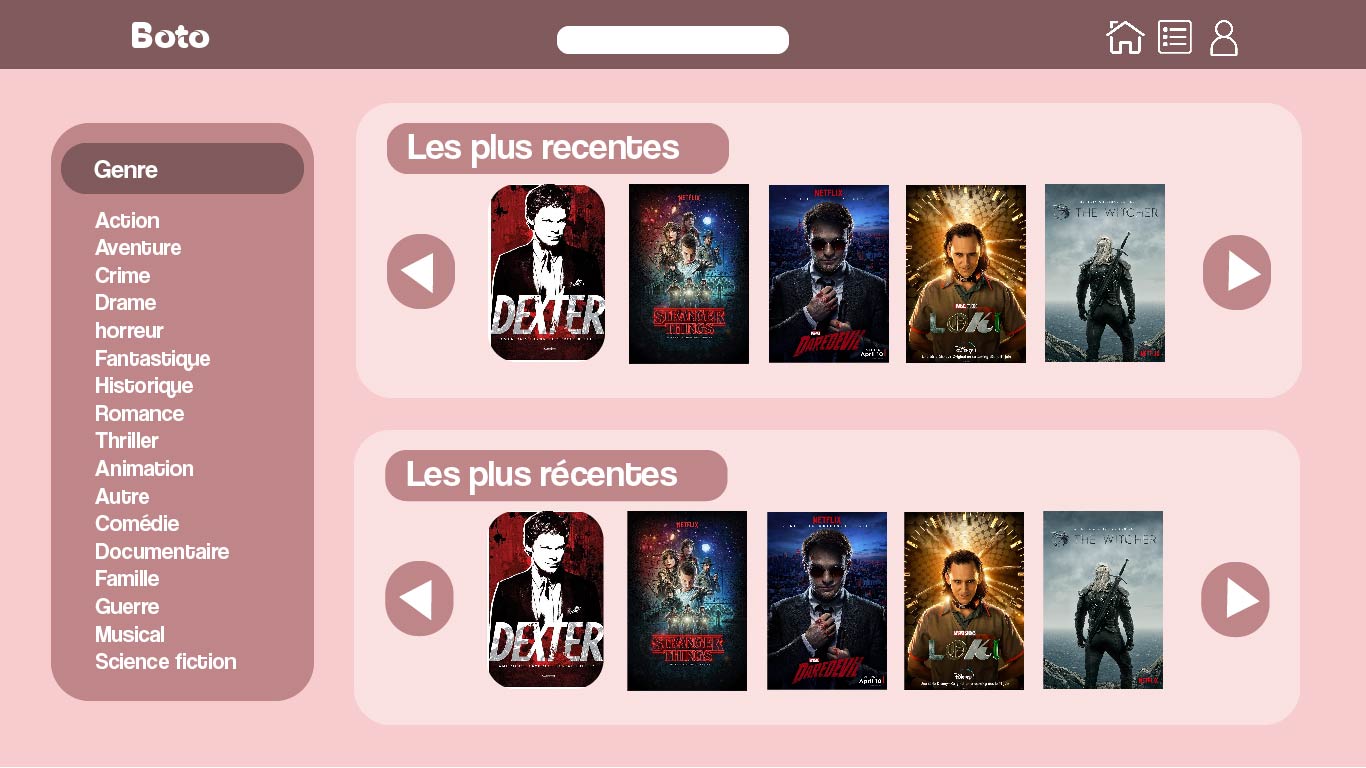 Boto
Genre
Action
Aventure
Crime
Drame
horreur
Fantastique
Historique
Romance
Thriller
Animation
Autre
Comédie
Documentaire
Famille
Guerre
Musical
Science fiction
Les plus recentes
DEXTER
NETFLIX
STRANGER
THINGS
NETFLIX
DAREDEVIL
April 10
LOKI
Disney+
THE WITCHER
NETFLIX
Les plus récentes
DEXTER
NETFLIX
STRANGER
THINGS
NETFLIX
DAREDEVIL
April 10
LOKI
Disney+
THE WITCHER
NETFLIX